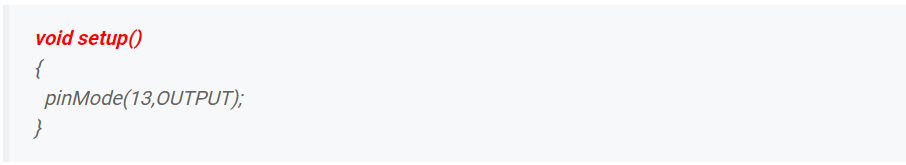 void setup()
{
pinMode(13,OUTPUT);
}